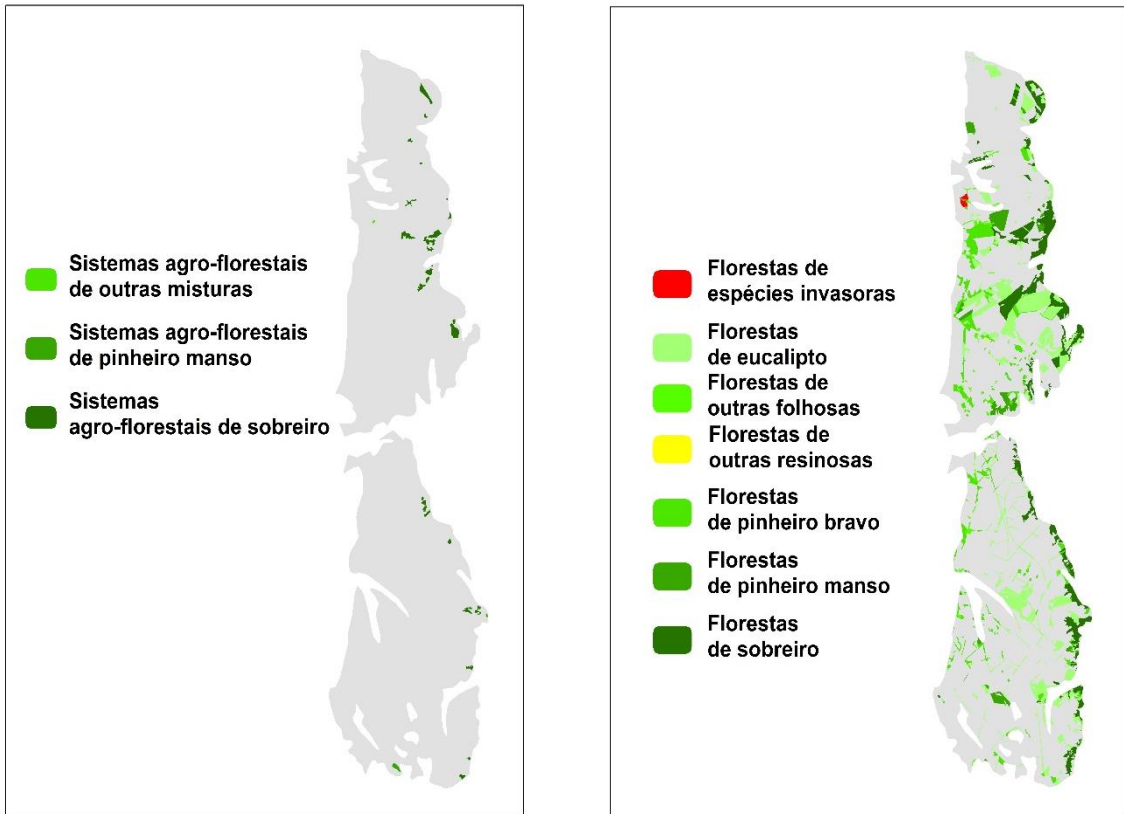 Sistemas agro-florestais
de outras misturas
Sistemas agro-florestais
de pinheiro manso
Sistemas
agro-florestais de sobreiro
Florestas de
espécies invasoras
Florestas
de eucalipto
Florestas de
outras folhosas
Florestas de
outras resinosas
Florestas
de pinheiro bravo
Florestas
de pinheiro manso
Florestas
de sobreiro